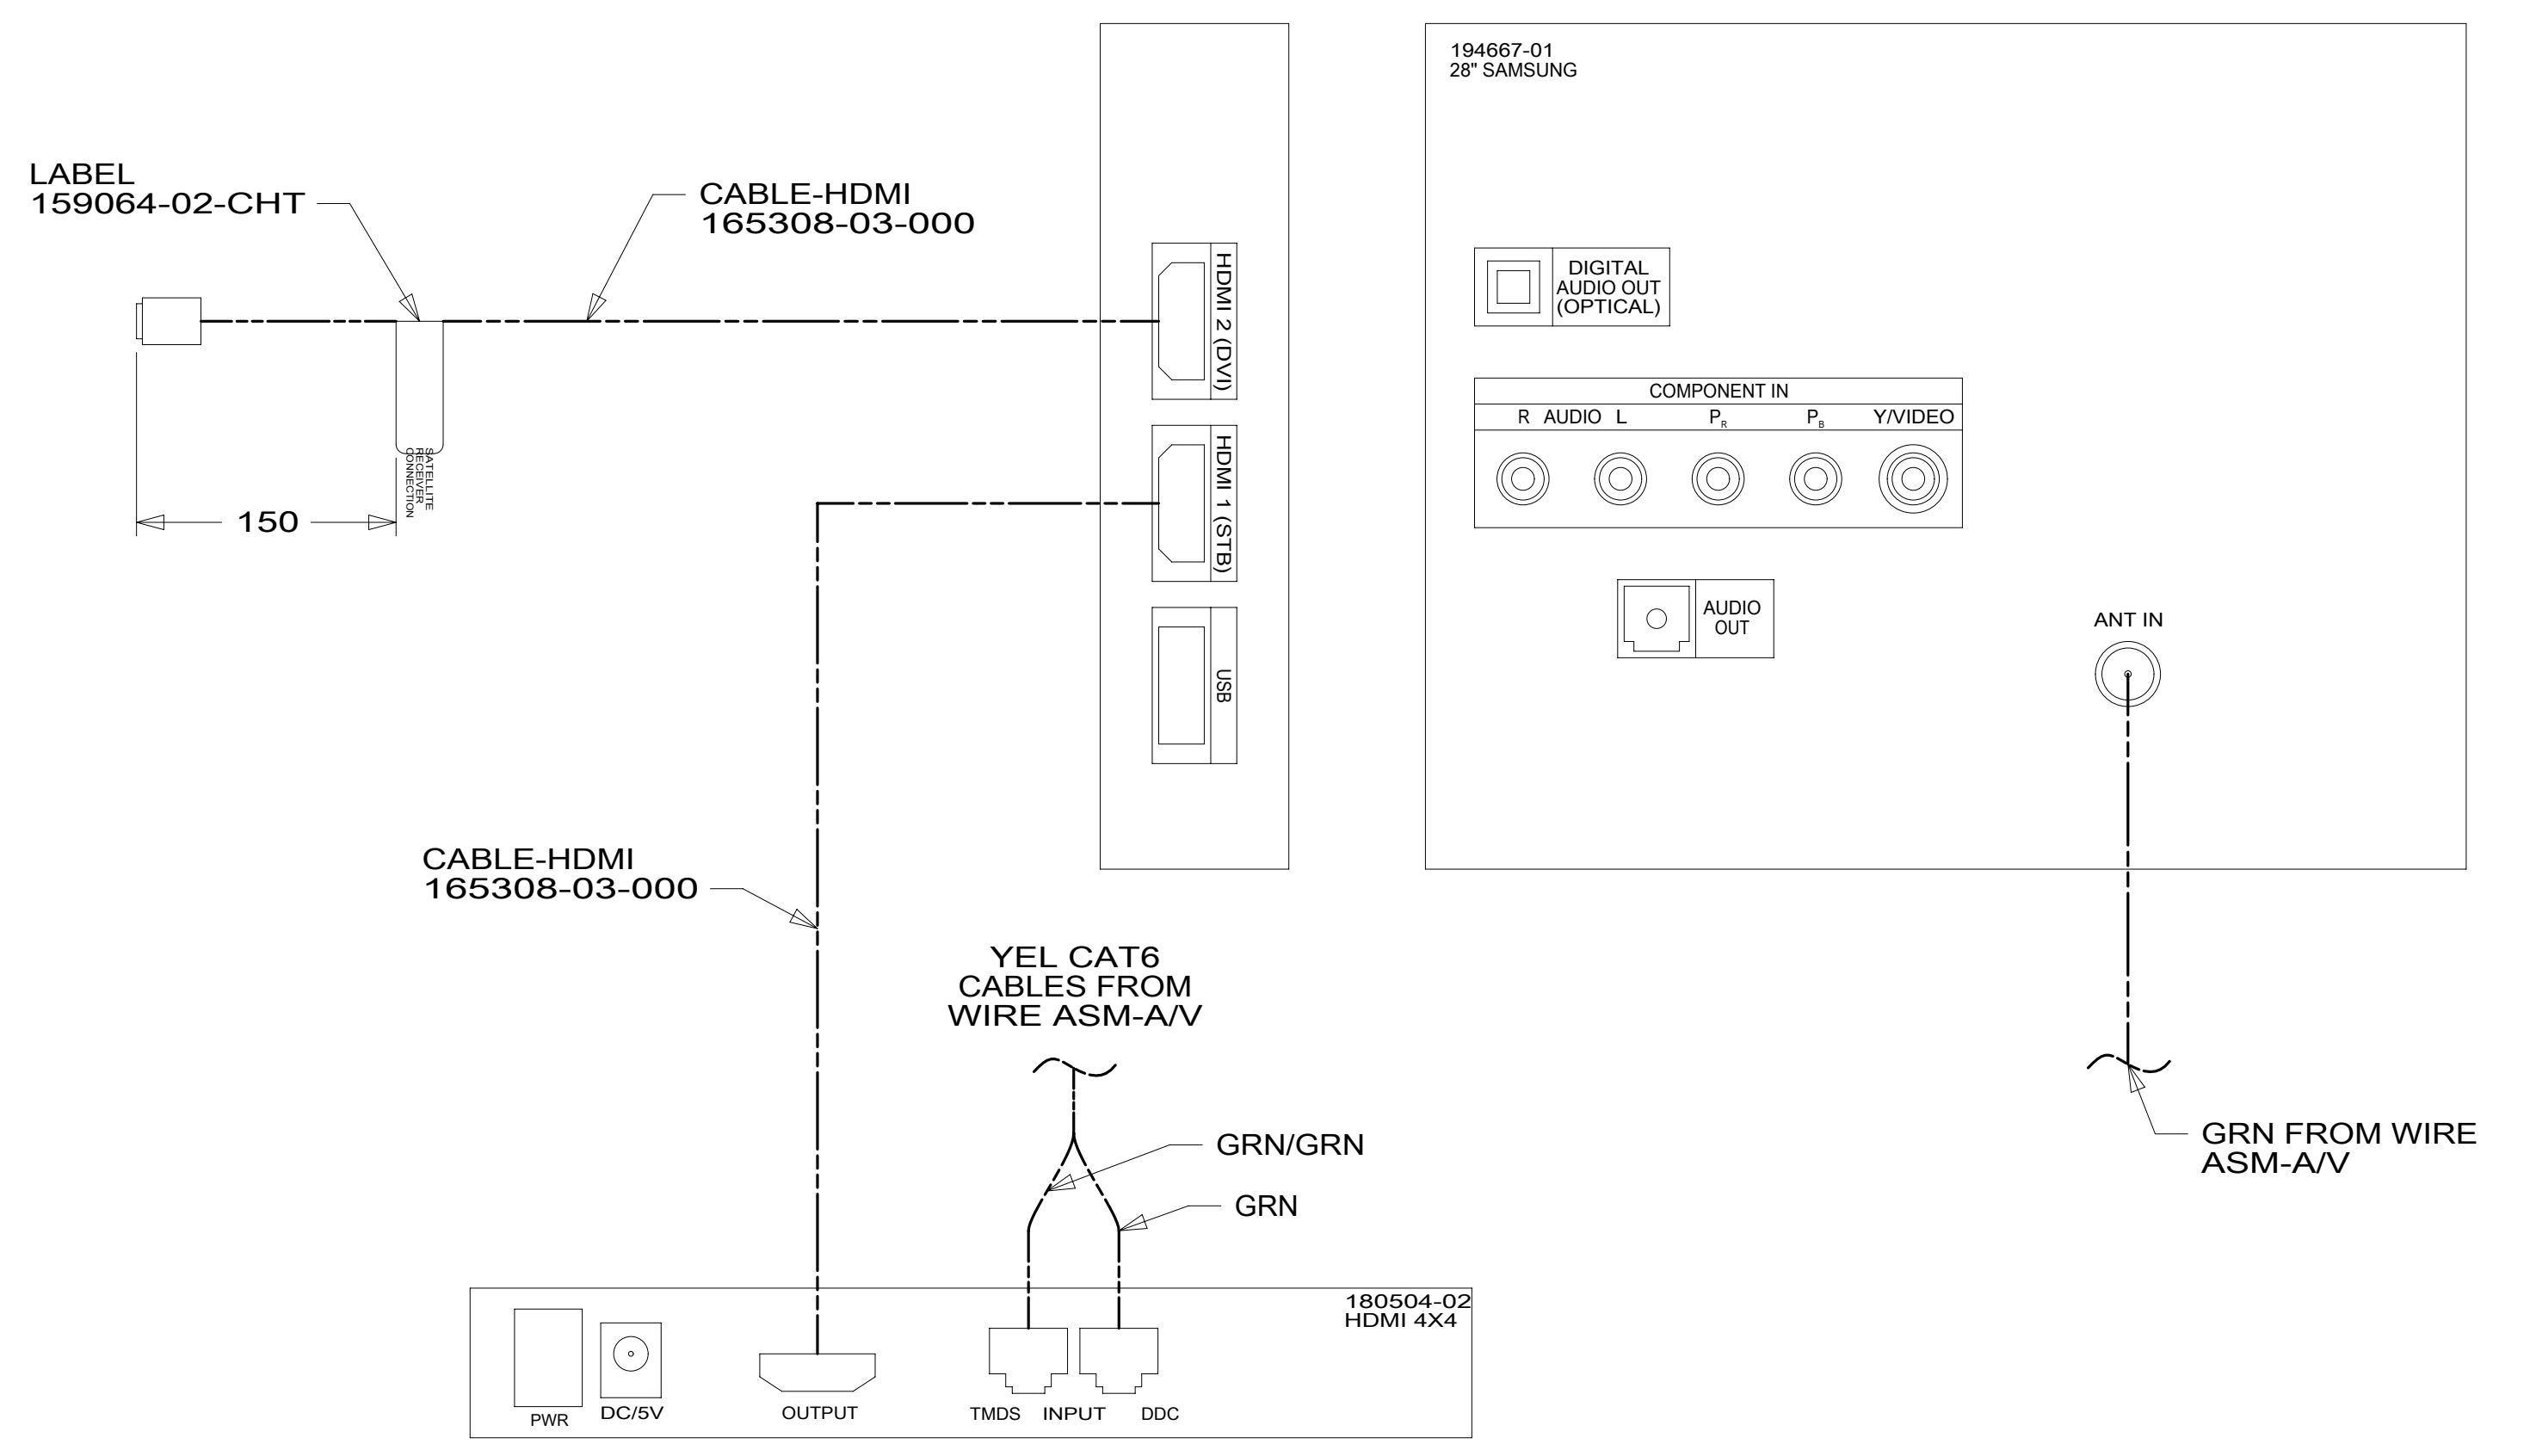 194667-01
28" SAMSUNG
LABEL
159064-02-CHT
CABLE-HDMI
165308-03-000
HDMI 2 (DVI)
DIGITAL
AUDIO OUT
(OPTICAL)
COMPONENT IN
R AUDIO L PR PB Y/VIDEO
SATELLITE
RECEIVER
CONNECTION
150
HDMI 1 (STB)
AUDIO
OUT
ANT IN
USB
CABLE-HDMI
165308-03-000
YEL CAT6
CABLES FROM
WIRE ASM-A/V
GRN/GRN
GRN
GRN FROM WIRE
ASM-A/V
180504-02
HDMI 4X4
PWR DC/5V OUTPUT TMDS INPUT DDC